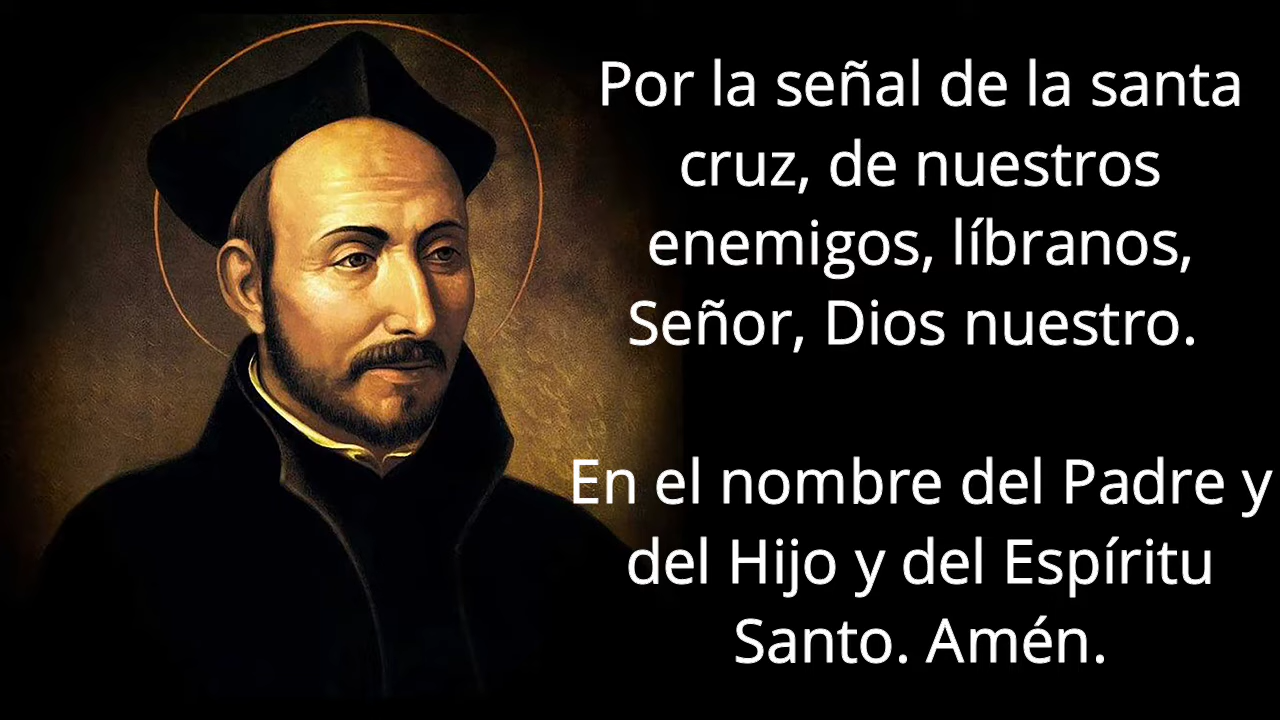 Por la señal de la santa
cruz, de nuestros
enemigos, líbranos,
Señor, Dios nuestro.
En el nombre del Padre y
del Hijo y del Espíritu
Santo. Amén.